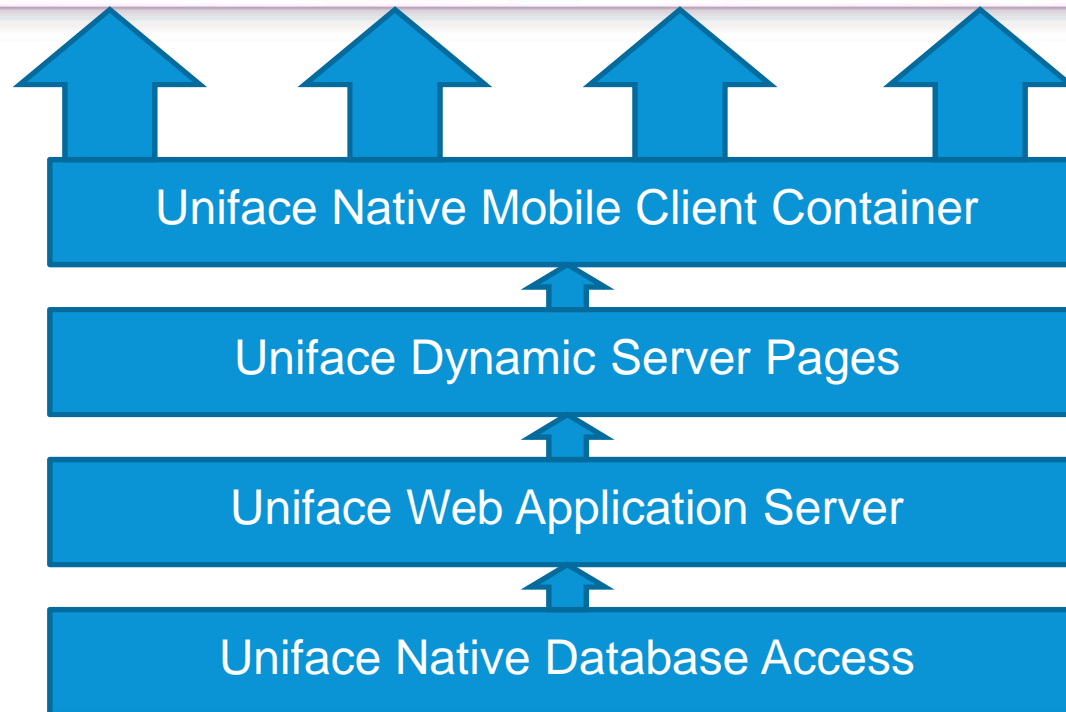 Uniface Native Mobile Client Container
Uniface Dynamic Server Pages
Uniface Web Application Server
Uniface Native Database Access